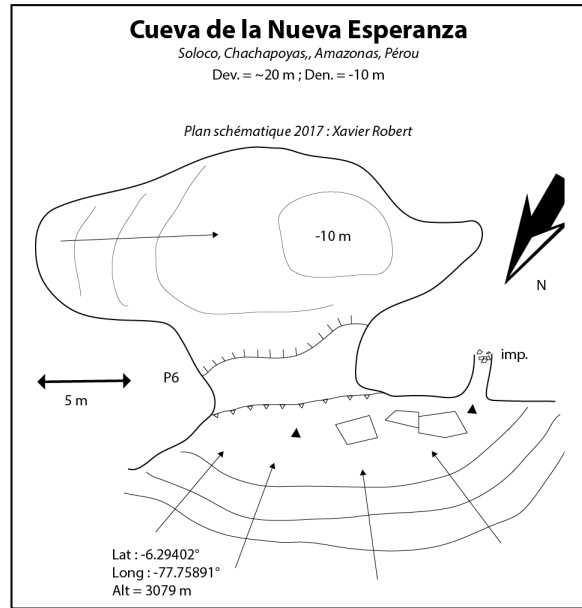 Cueva de la Nueva Esperanza
Soloco, Chachapoyas,, Amazonas, Pérou
Dev. = ~20 m ; Den. = -10 m
Plan schématique 2017 : Xavier Robert
-10 m
N
imp.
P6
5 m
Lat : -6.29402°
Long : -77.75891°
Alt = 3079 m